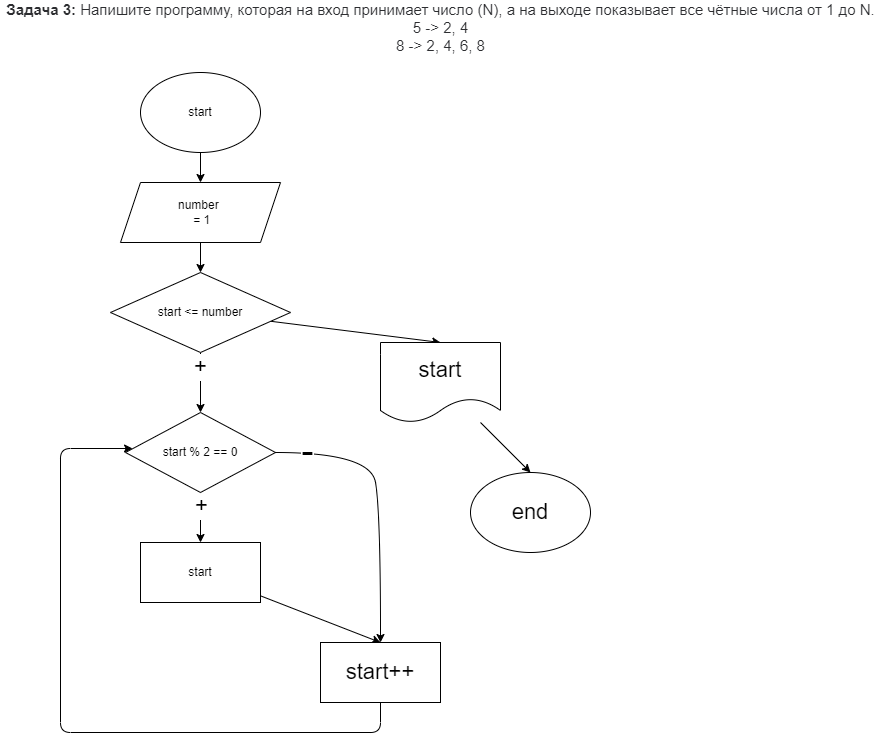 Задача 3: Напишите программу, которая на вход принимает число (N), а на выходе показывает все чётные числа от 1 до N.
5 -> 2, 4
8 -> 2, 4, 6, 8
start
number
= 1
start <= number
+
start
start % 2 == 0
-
end
+
start
start++